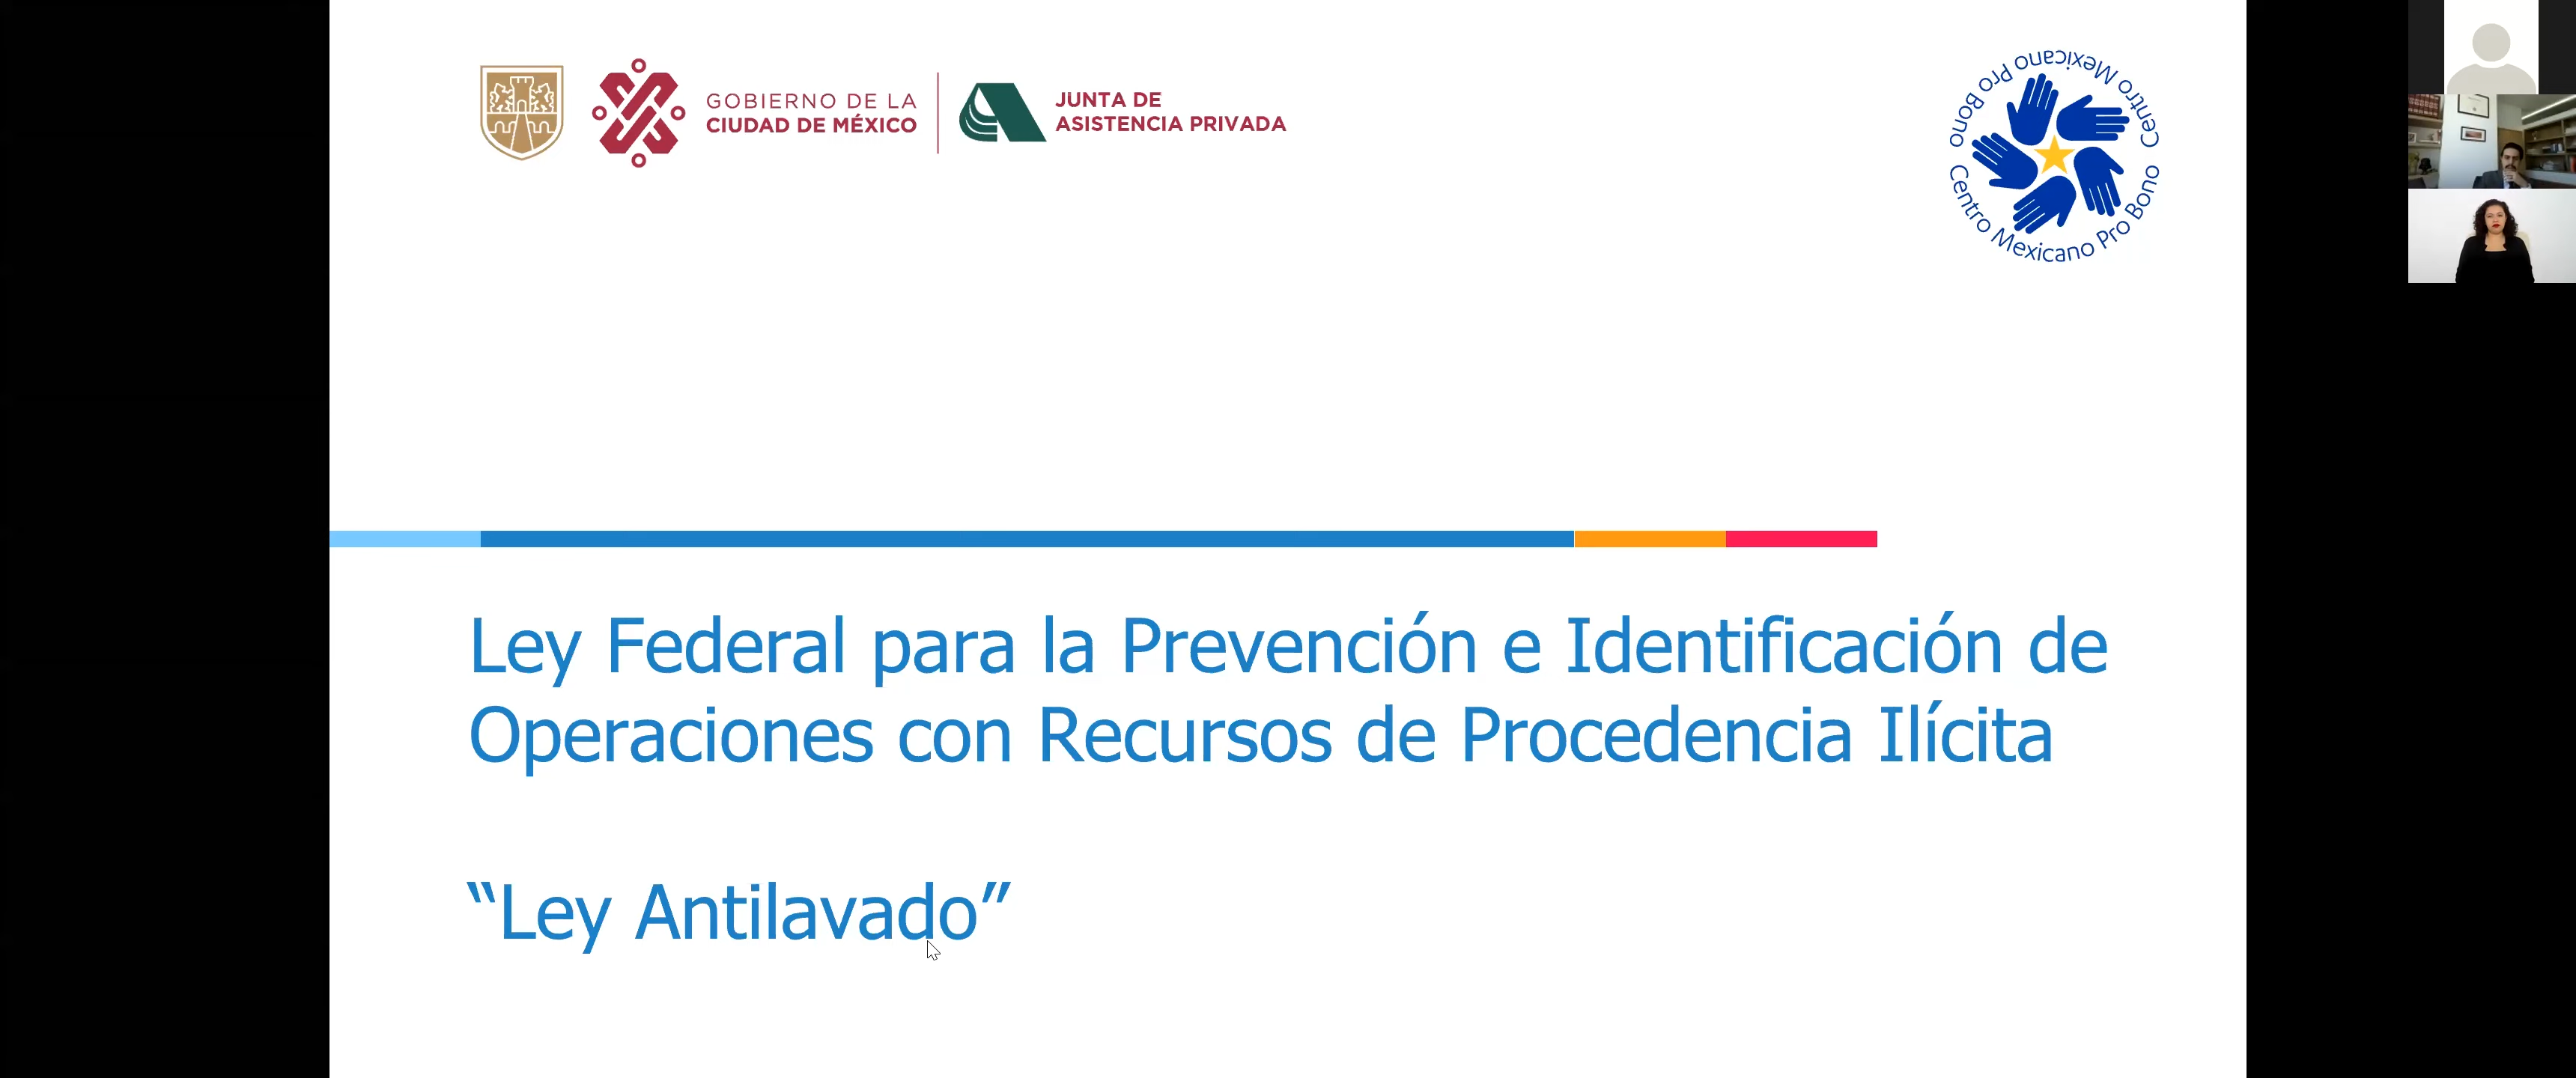 GOBIERNO DE LA
CIUDAD DE MÉXICO
JUNTA DE
ASISTENCIA PRIVADA
Centro Mexicano Pro Bono
Centro Mexicano Pro Bono
Ley Federal para la Prevención e Identificación de
Operaciones con Recursos de Procedencia Ilícita
“Ley Antilavado”